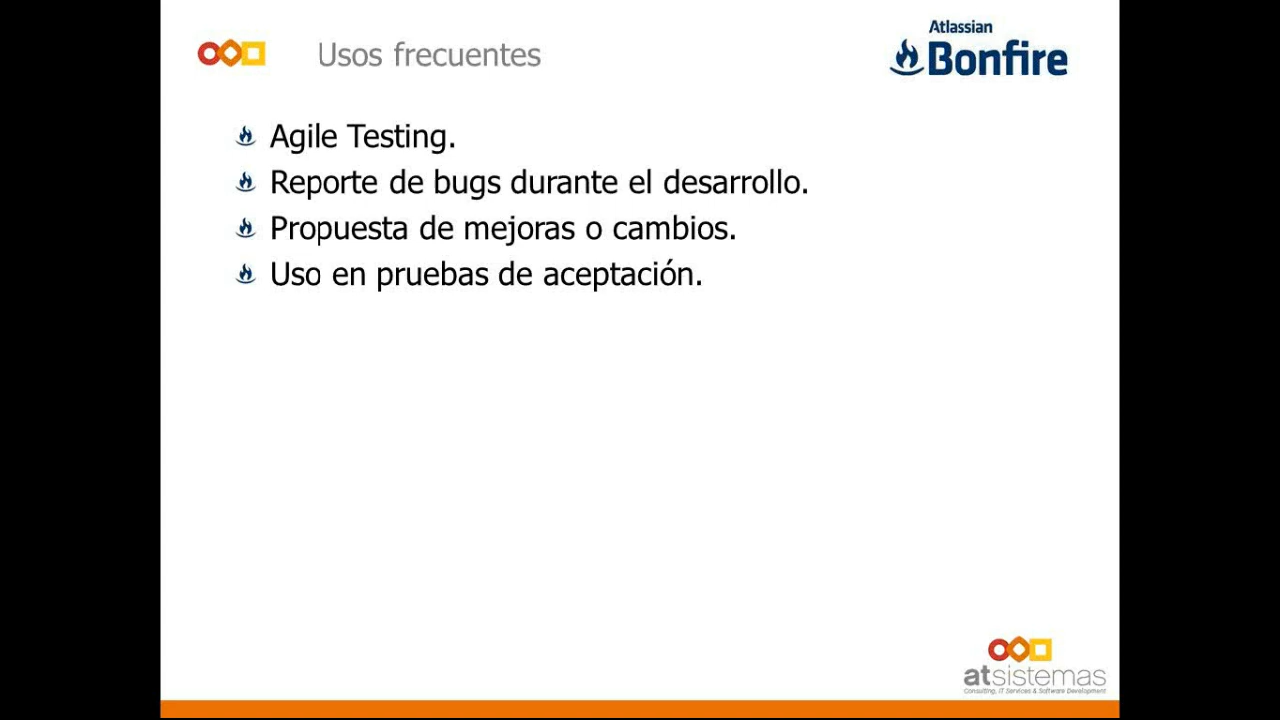 Usos frecuentes
Atlassian
Bonfire
Agile Testing.
Reporte de bugs durante el desarrollo.
Propuesta de mejoras o cambios.
Uso en pruebas de aceptación.
atsistemas
Consulting, IT Services & Software Development